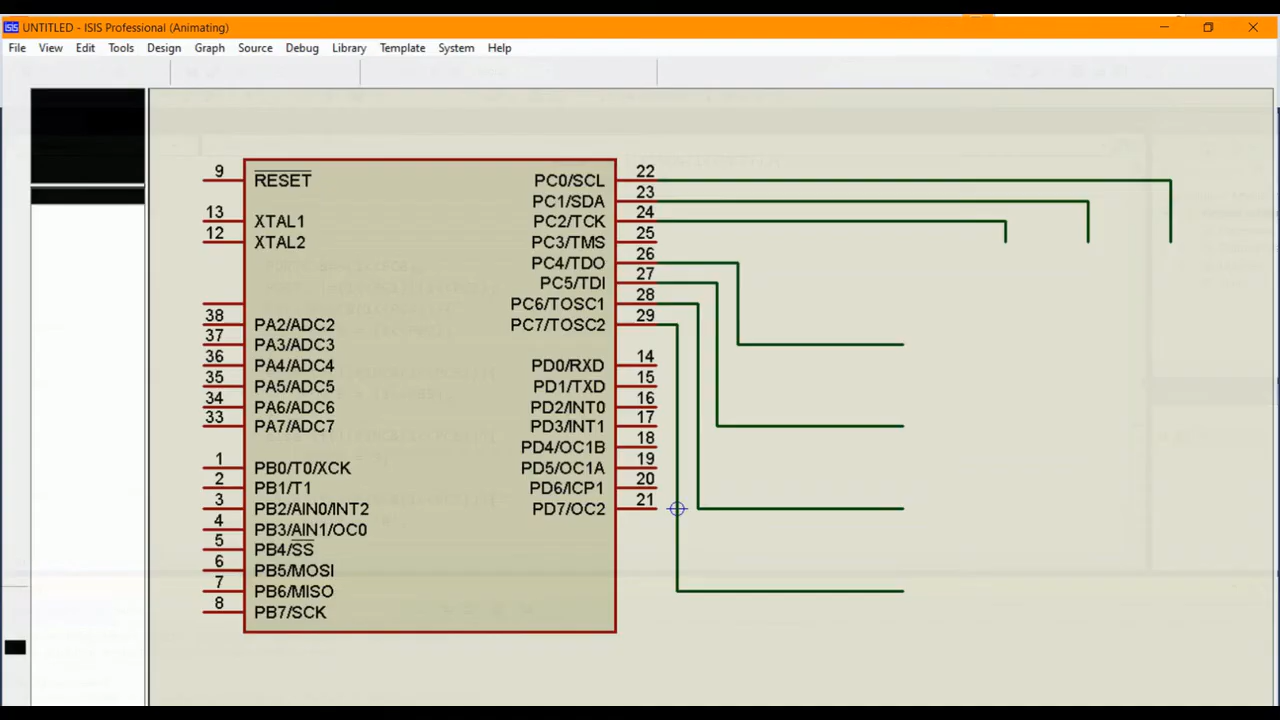 ISIS UNTITLED - ISIS Professional (Animating)
File View Edit Tools Design Graph Source Debug Library Template System Help
9 RESET PC0/SCL 22
PC1/SDA 23
13 XTAL1 PC2/TCK 24
12 XTAL2 PC3/TMS 25
PC4/TDO 26
PC5/TDI 27
PC6/TOSC1 28
38 PA2/ADC2 PC7/TOSC2 29
37 PA3/ADC3
36 PA4/ADC4 PD0/RXD 14
35 PA5/ADC5 PD1/TXD 15
34 PA6/ADC6 PD2/INT0 16
33 PA7/ADC7 PD3/INT1 17
PD4/OC1B 18
1 PB0/T0/XCK PD5/OC1A 19
2 PB1/T1 PD6/ICP1 20
3 PB2/AIN0/INT2 PD7/OC2 21
4 PB3/AIN1/OC0
5 PB4/SS
6 PB5/MOSI
7 PB6/MISO
8 PB7/SCK